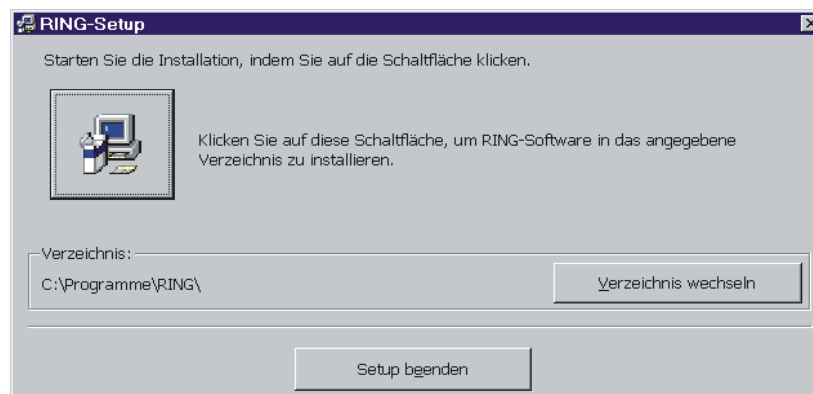 RING-Setup
Starten Sie die Installation, indem Sie auf die Schaltfläche klicken.
Klicken Sie auf diese Schaltfläche, um RING-Software in das angegebene
Verzeichnis zu installieren.
Verzeichnis:
C:\Programme\RING\
Verzeichnis wechseln
Setup beenden